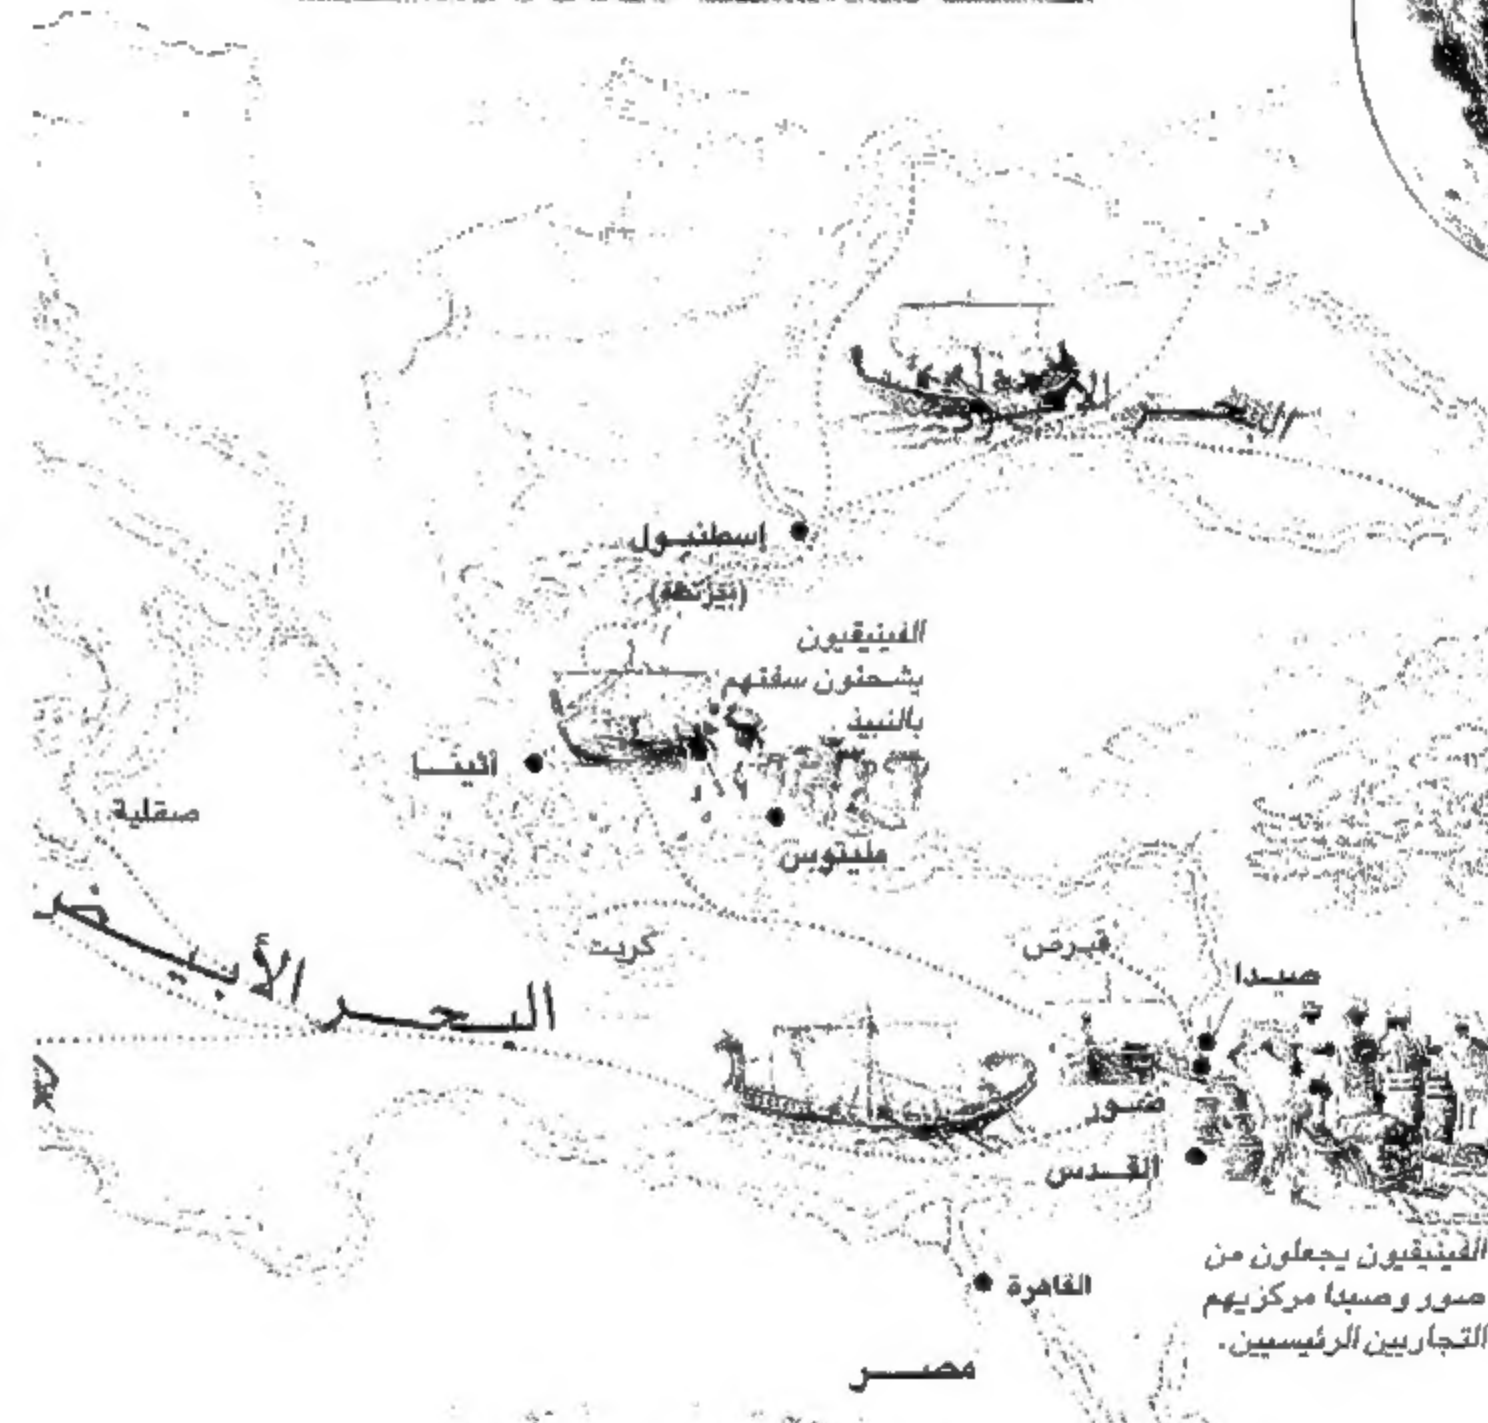 البحر الأسود
إسطنبول
(بيزنطة)
الفينيقيون
يشحنون سفنهم
بالنبيذ
أثينا
صقلية
مليتوس
البحر الأبيض
كريت
قبرص
صيدا
صور
القدس
الفينيقيون يجعلون من
صور وصيدا مركزيهم
التجاريين الرئيسيين.
القاهرة
مصر